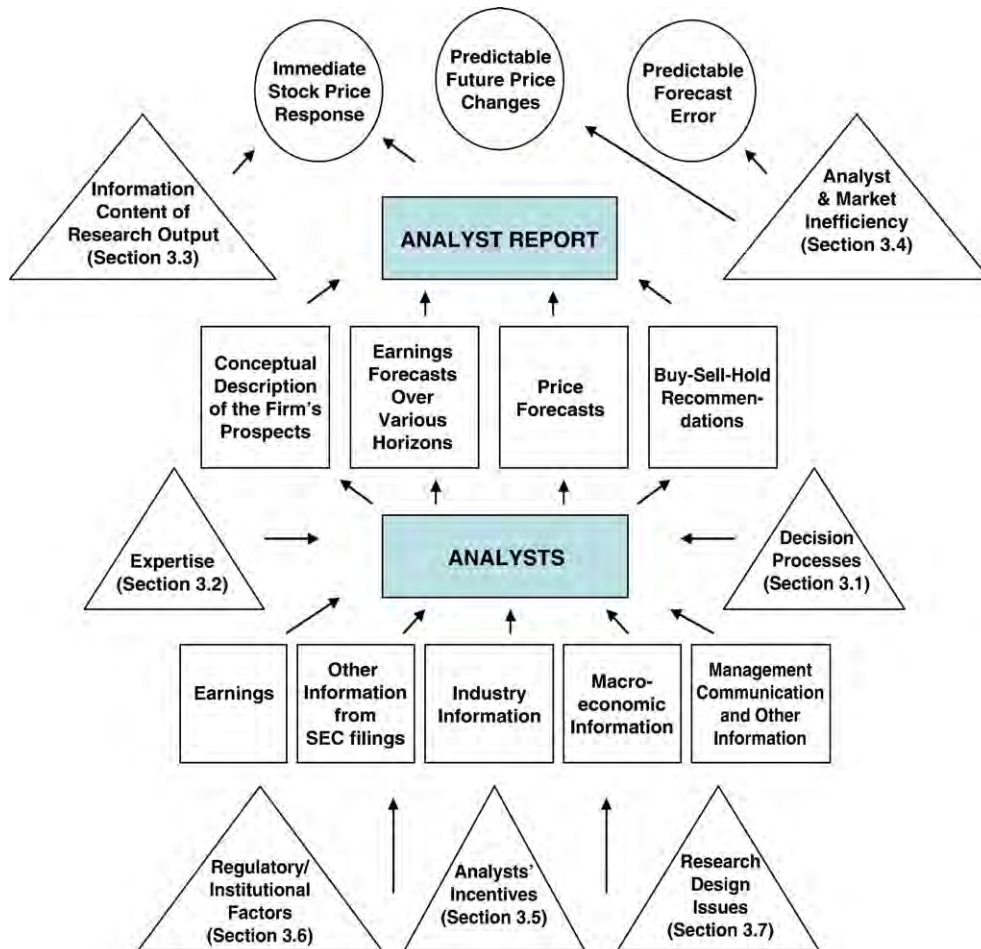 Immediate
Stock Price
Response
Predictable
Future Price
Changes
Predictable
Forecast
Error
Information
Content of
Research Output
(Section 3.3)
ANALYST REPORT
Analyst
& Market
Inefficiency
(Section 3.4)
Conceptual
Description
of the Firm's
Prospects
Earnings
Forecasts
Over
Various
Horizons
Price
Forecasts
Buy-Sell-Hold
Recommen-
dations
Expertise
(Section 3.2)
ANALYSTS
Decision
Processes
(Section 3.1)
Earnings
Other
Information
from
SEC filings
Industry
Information
Macro-
economic
Information
Management
Communication
and Other
Information
Regulatory/
Institutional
Factors
(Section 3.6)
Analysts'
Incentives
(Section 3.5)
Research
Design
Issues
(Section 3.7)